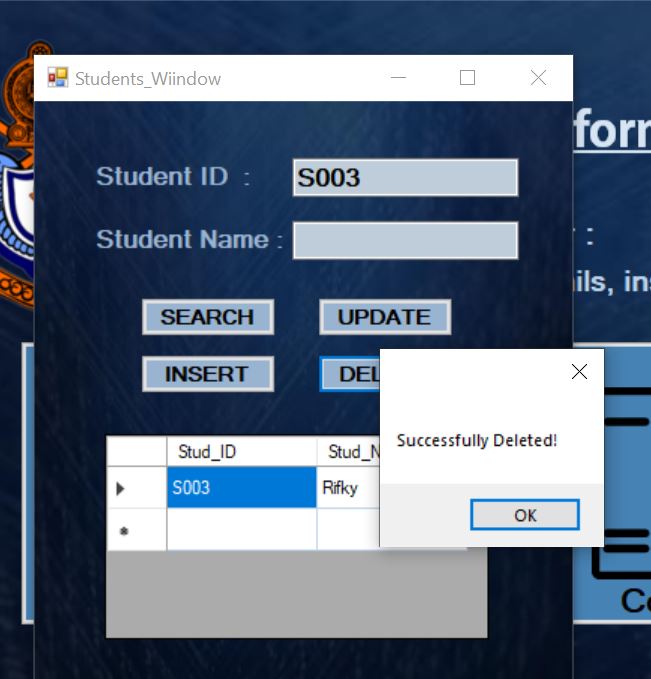 Students_Wiindow
Student ID : S003
Student Name :
SEARCH UPDATE
INSERT DEL
Successfully Deleted!
OK
Stud_ID Stud_N
S003 Rifky
form
:
ils, ins
Co